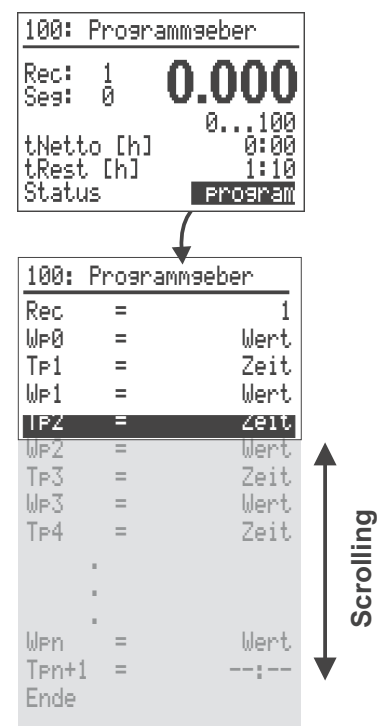 100: Programmgeber
Rec: 1 0.000
Seg: 0
0...100
tNetto [h] 0:00
tRest [h] 1:10
Status program
100: Programmgeber
Rec = 1
Wp0 = Wert
Tp1 = Zeit
Wp1 = Wert
Tp2 = Zeit
Wp2 = Wert
Tp3 = Zeit
Wp3 = Wert
Tp4 = Zeit
.
.
.
Wpn = Wert
Tpn+1 = --:--
Ende
Scrolling